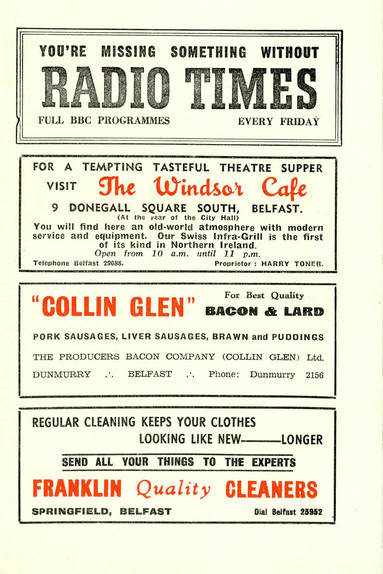 YOU'RE MISSING SOMETHING WITHOUT
RADIO TIMES
FULL BBC PROGRAMMES EVERY FRIDAY
FOR A TEMPTING TASTEFUL THEATRE SUPPER
VISIT The Windsor Cafe
9 DONEGALL SQUARE SOUTH, BELFAST.
(At the rear of the City Hall)
You will find here an old-world atmosphere with modern
service and equipment. Our Swiss Infra-Grill is the first
of its kind in Northern Ireland.
Open from 10 a.m. until 11 p.m.
Telephone Belfast 29088. Proprietor : HARRY TONER.
"COLLIN GLEN" For Best Quality
BACON & LARD
PORK SAUSAGES, LIVER SAUSAGES, BRAWN and PUDDINGS
THE PRODUCERS BACON COMPANY (COLLIN GLEN) Ltd.
DUNMURRY .·. BELFAST .·. Phone: Dunmurry 2156
REGULAR CLEANING KEEPS YOUR CLOTHES
LOOKING LIKE NEW——LONGER
SEND ALL YOUR THINGS TO THE EXPERTS
FRANKLIN Quality CLEANERS
SPRINGFIELD, BELFAST Dial Belfast 25952